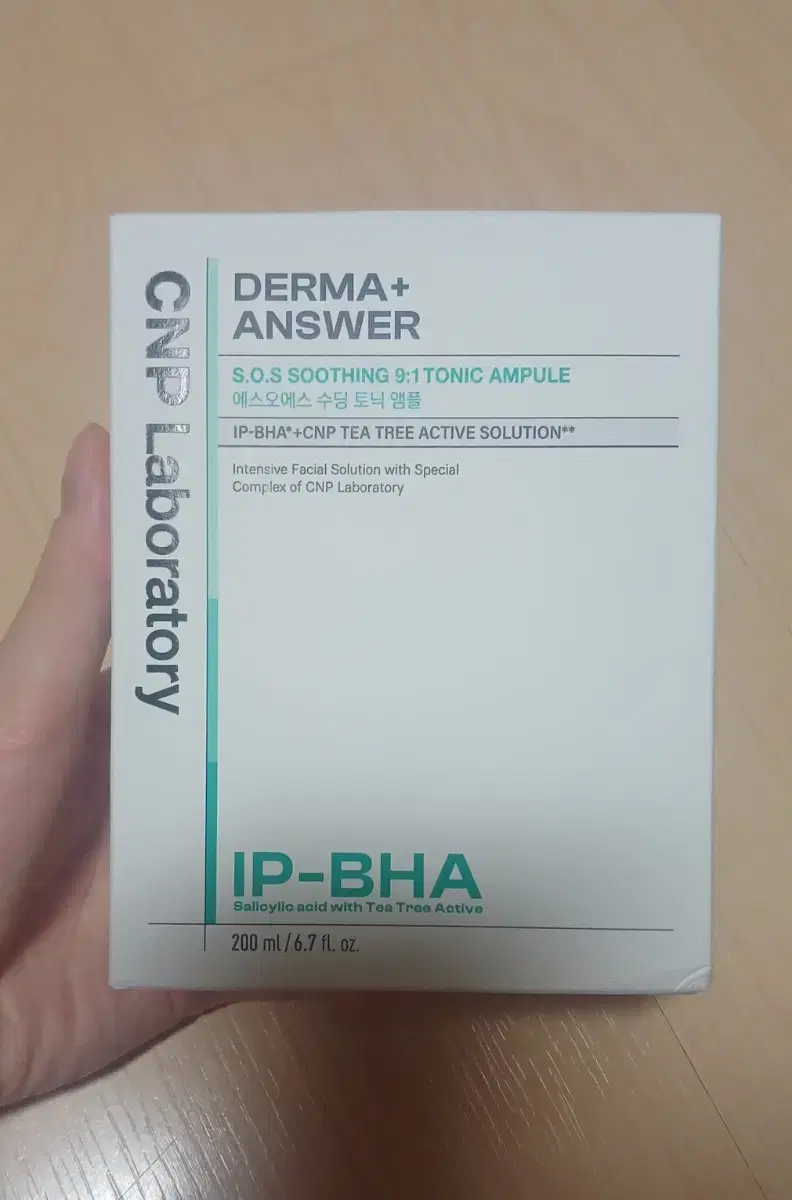 CNP Laboratory
DERMA+
ANSWER
S.O.S SOOTHING 9:1 TONIC AMPULE
에스오에스 수딩 토닉 앰플
IP-BHA*+CNP TEA TREE ACTIVE SOLUTION**
Intensive Facial Solution with Special
Complex of CNP Laboratory
IP-BHA
Salicylic acid with Tea Tree Active
200 ml / 6.7 fl. oz.